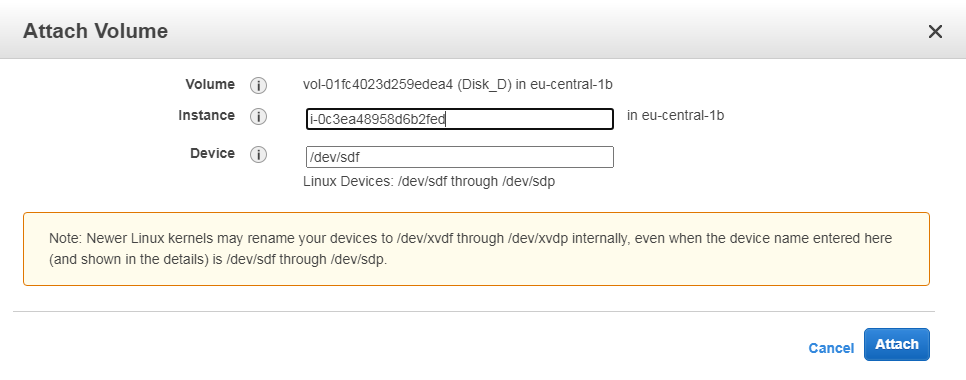 Attach Volume
Volume i vol-01fc4023d259edea4 (Disk_D) in eu-central-1b
Instance i i-0c3ea48958d6b2fed in eu-central-1b
Device i /dev/sdf
Linux Devices: /dev/sdf through /dev/sdp
Note: Newer Linux kernels may rename your devices to /dev/xvdf through /dev/xvdp internally, even when the device name entered here
(and shown in the details) is /dev/sdf through /dev/sdp.
Cancel Attach